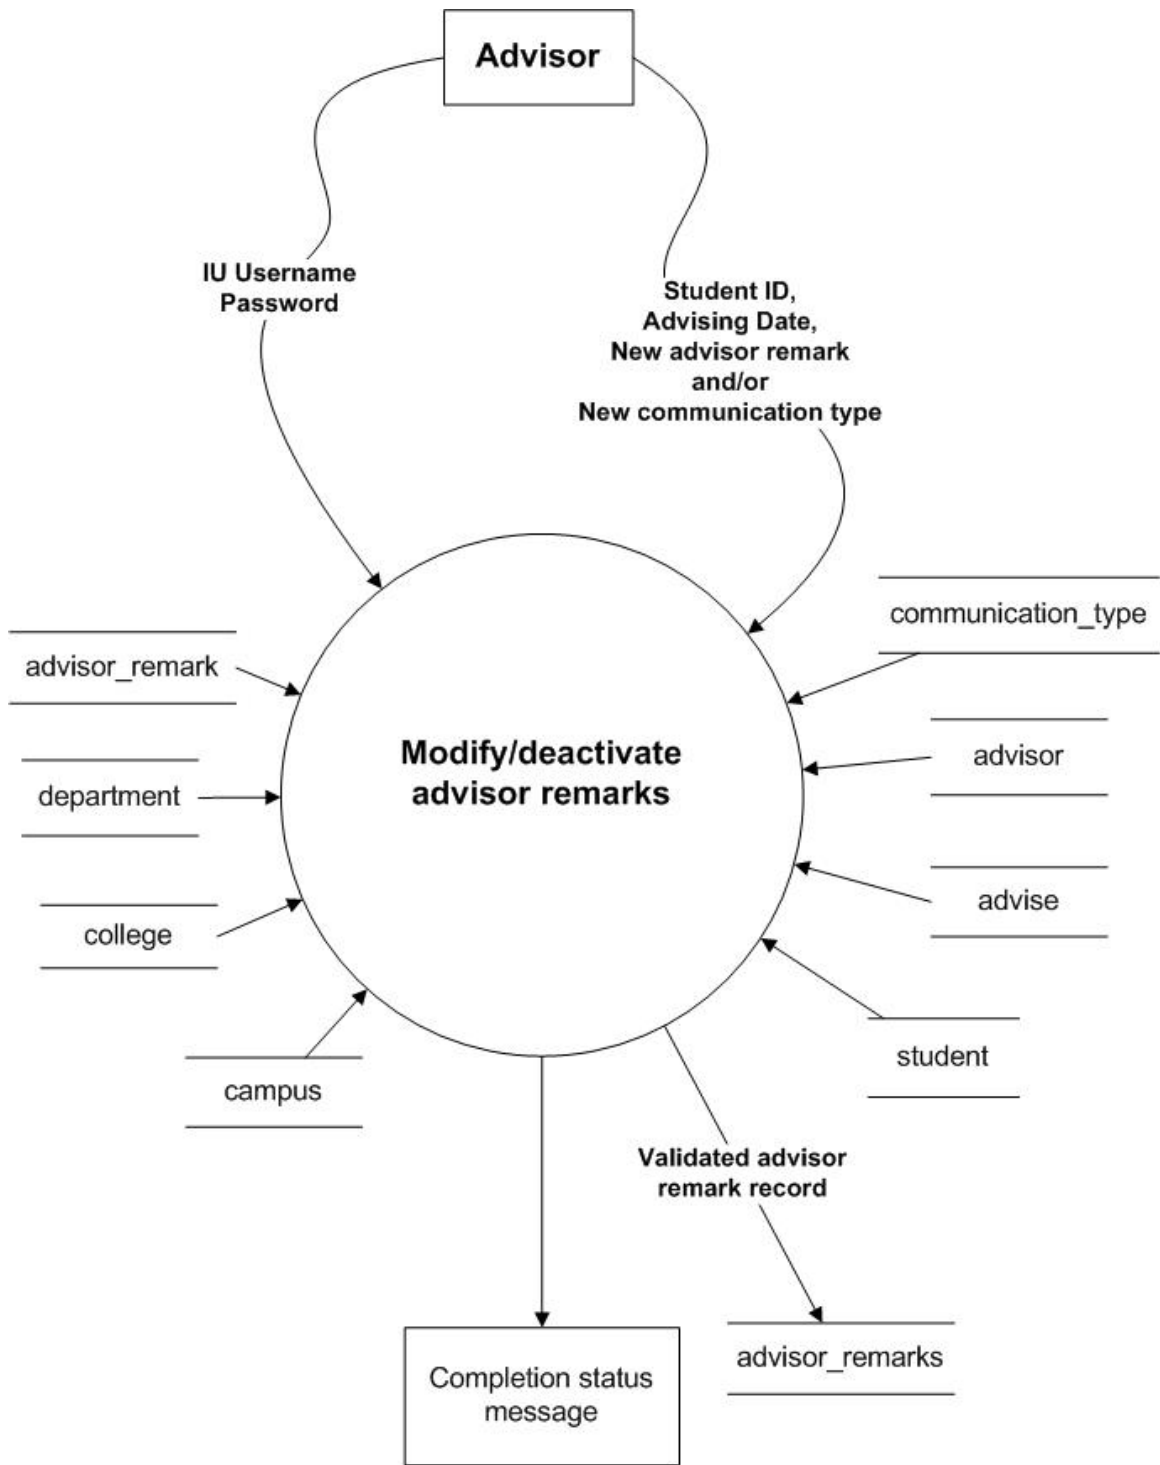 Advisor
IU Username
Password
Student ID,
Advising Date,
New advisor remark
and/or
New communication type
communication_type
advisor_remark
Modify/deactivate
advisor remarks
advisor
department
advise
college
student
campus
Validated advisor
remark record
advisor_remarks
Completion status
message